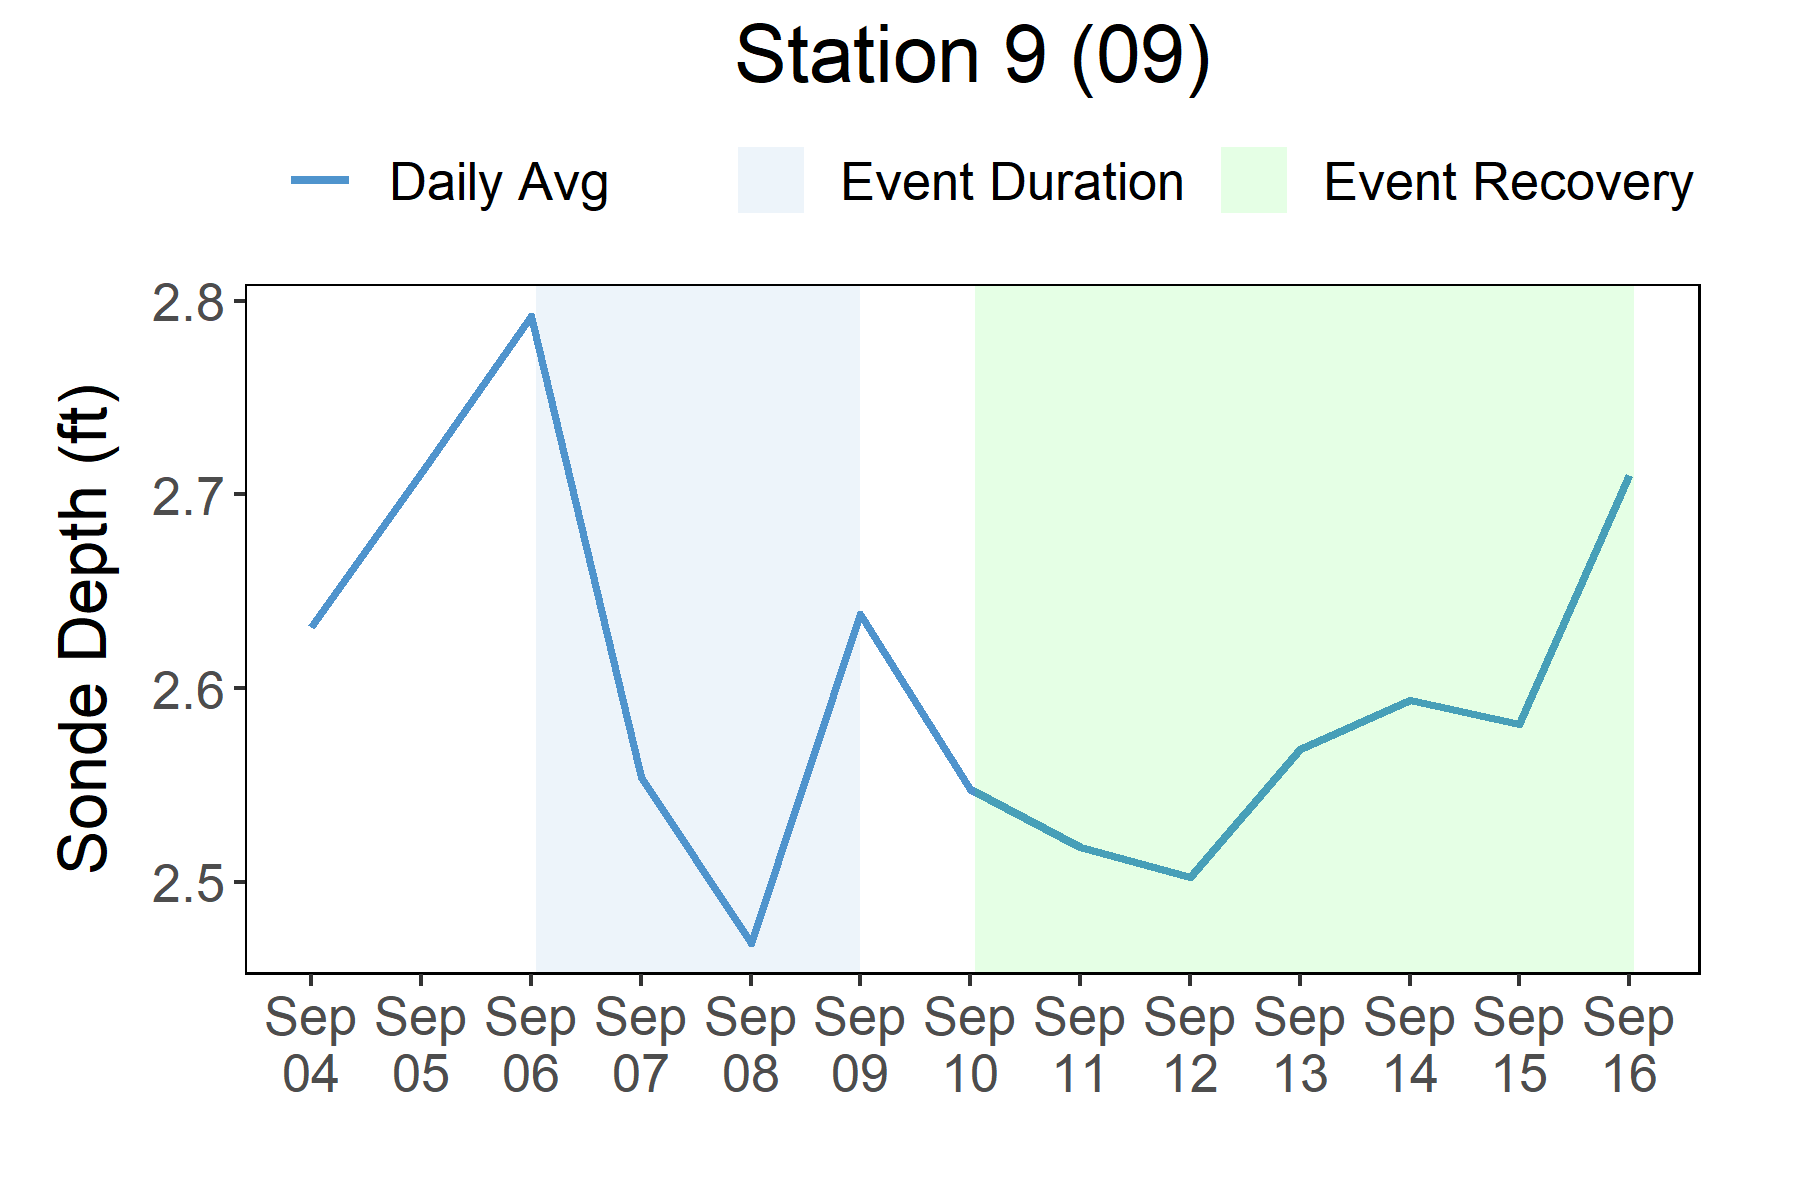 Station 9 (09)
Daily Avg Event Duration Event Recovery
Sonde Depth (ft)
2.8
2.7
2.6
2.5
Sep Sep Sep Sep Sep Sep Sep Sep Sep Sep Sep Sep Sep
04 05 06 07 08 09 10 11 12 13 14 15 16